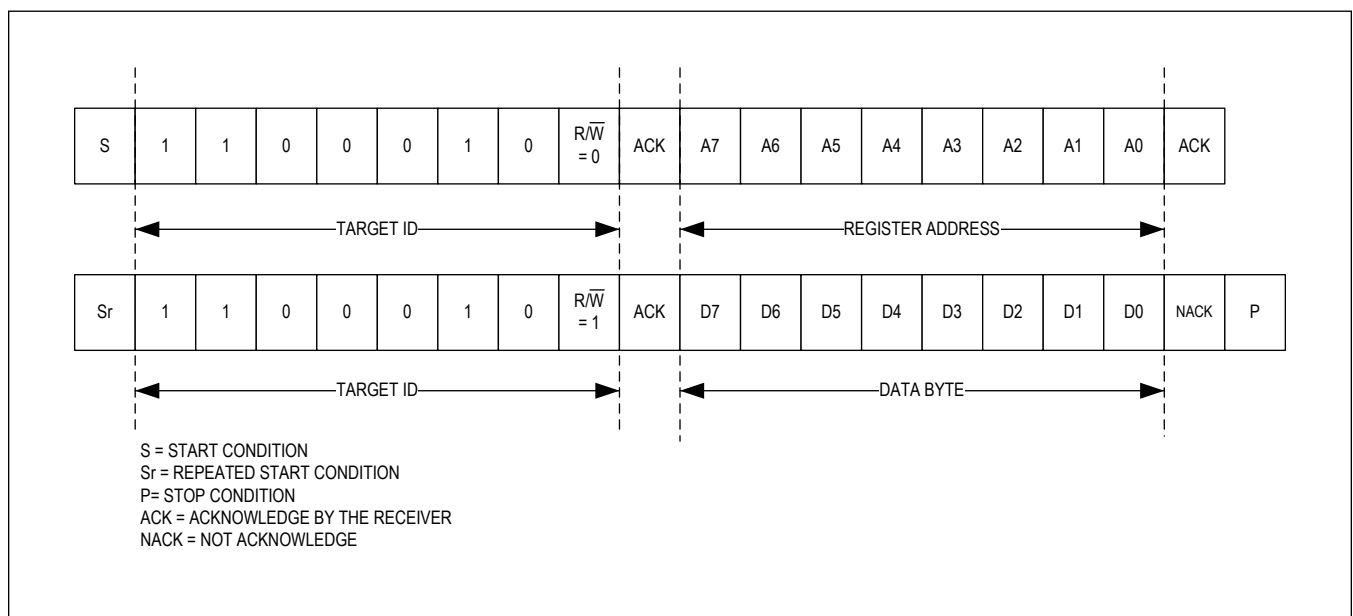 S 1 1 0 0 0 1 0 R/W̅ = 0 ACK A7 A6 A5 A4 A3 A2 A1 A0 ACK
TARGET ID
REGISTER ADDRESS
Sr 1 1 0 0 0 1 0 R/W̅ = 1 ACK D7 D6 D5 D4 D3 D2 D1 D0 NACK P
TARGET ID
DATA BYTE
S = START CONDITION
Sr = REPEATED START CONDITION
P= STOP CONDITION
ACK = ACKNOWLEDGE BY THE RECEIVER
NACK = NOT ACKNOWLEDGE